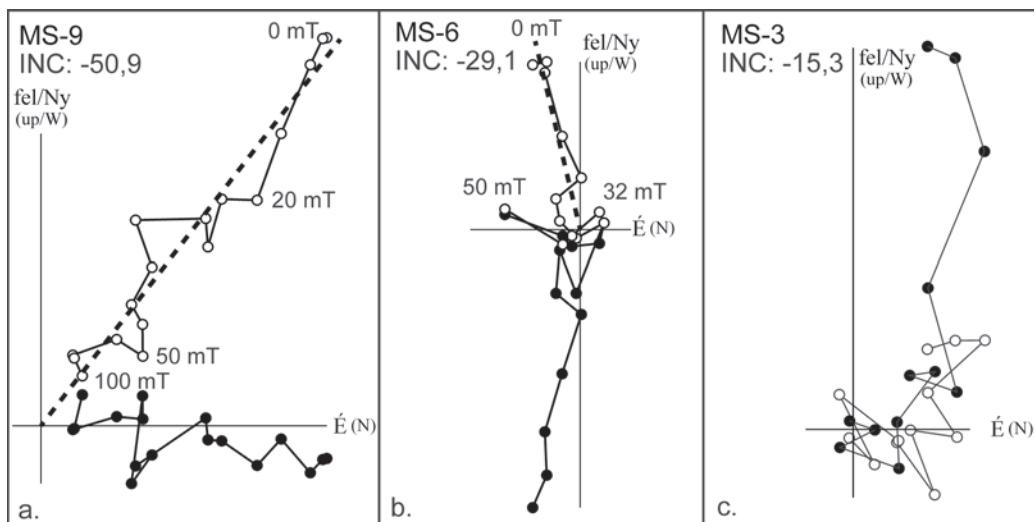 MS-9
INC: -50,9
fel/Ny
(up/W)
0 mT
20 mT
50 mT
100 mT
É (N)
a.
MS-6
INC: -29,1
0 mT
fel/Ny
(up/W)
50 mT
32 mT
É (N)
b.
MS-3
INC: -15,3
fel/Ny
(up/W)
É (N)
c.